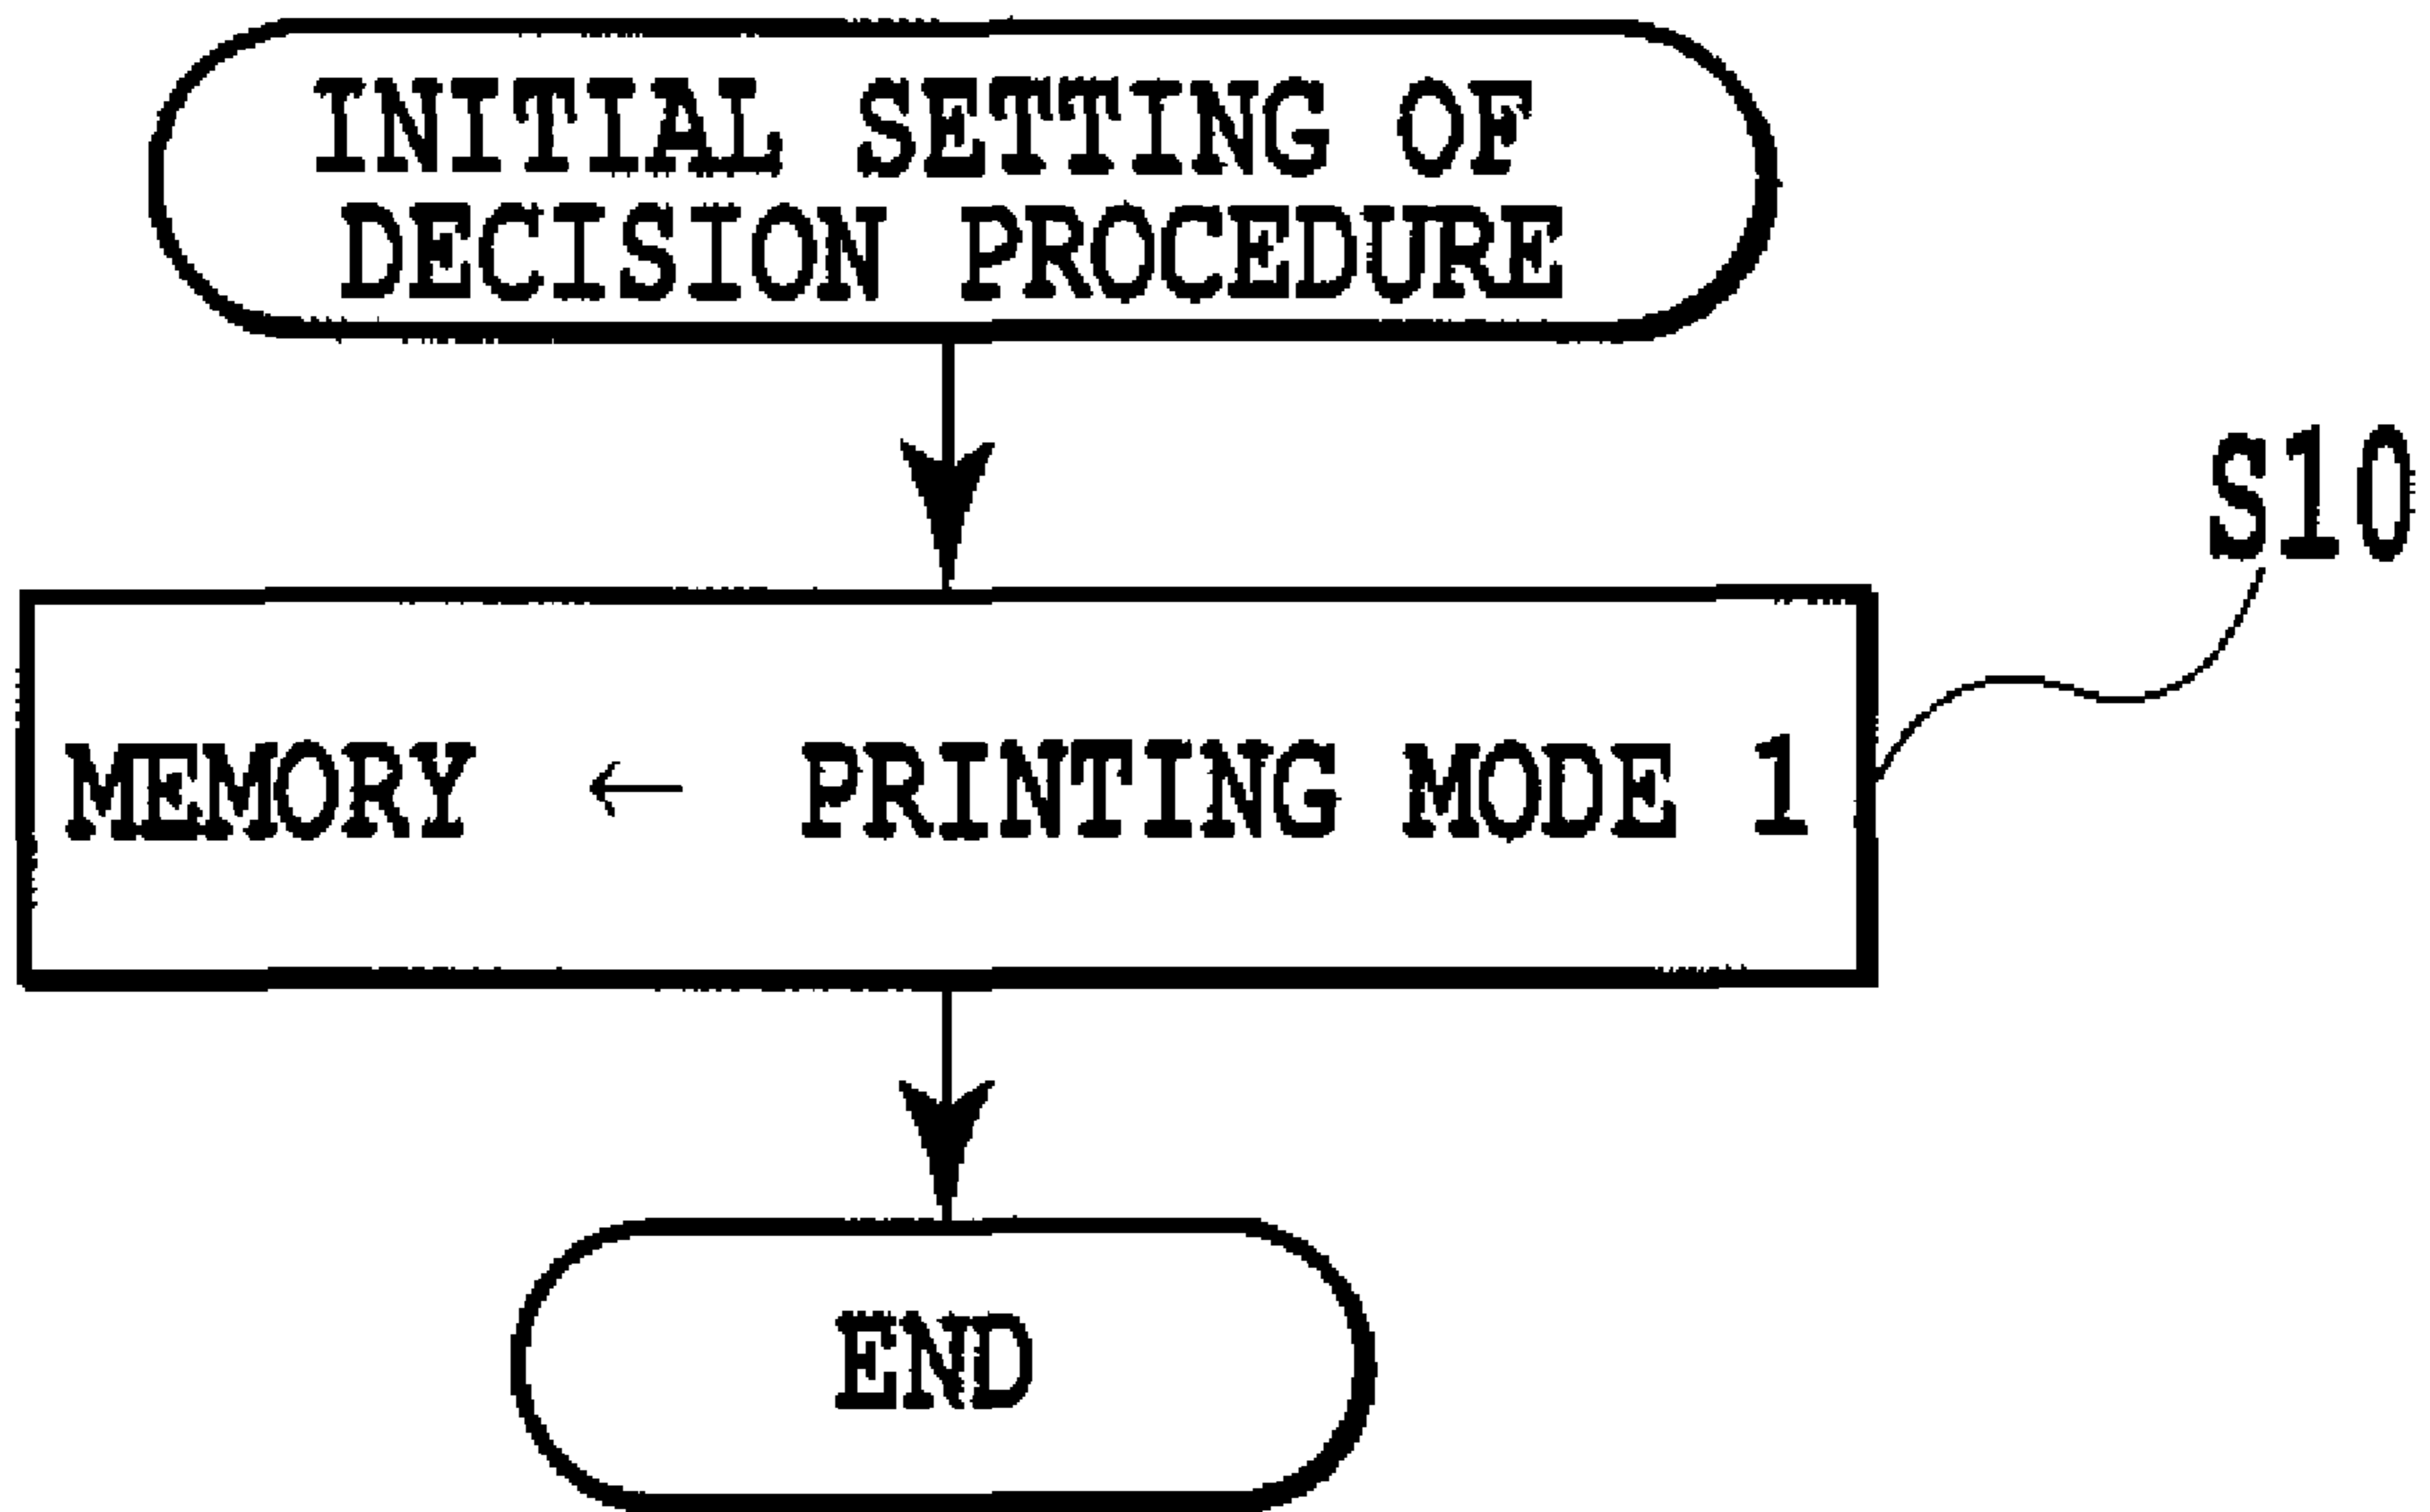 INITIAL SETTING OF
DECISION PROCEDURE
S10
MEMORY ← PRINTING MODE 1
END